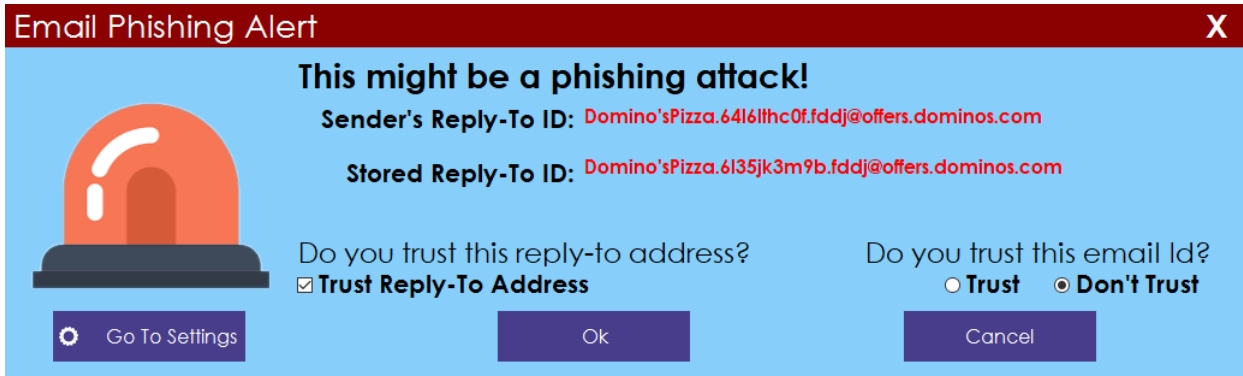 Email Phishing Alert X
This might be a phishing attack!
Sender's Reply-To ID: Domino'sPizza.64l6lthc0f.fddj@offers.dominos.com
Stored Reply-To ID: Domino'sPizza.6l35jk3m9b.fddj@offers.dominos.com
Do you trust this reply-to address? Do you trust this email Id?
Trust Reply-To Address Trust Don't Trust
Go To Settings Ok Cancel